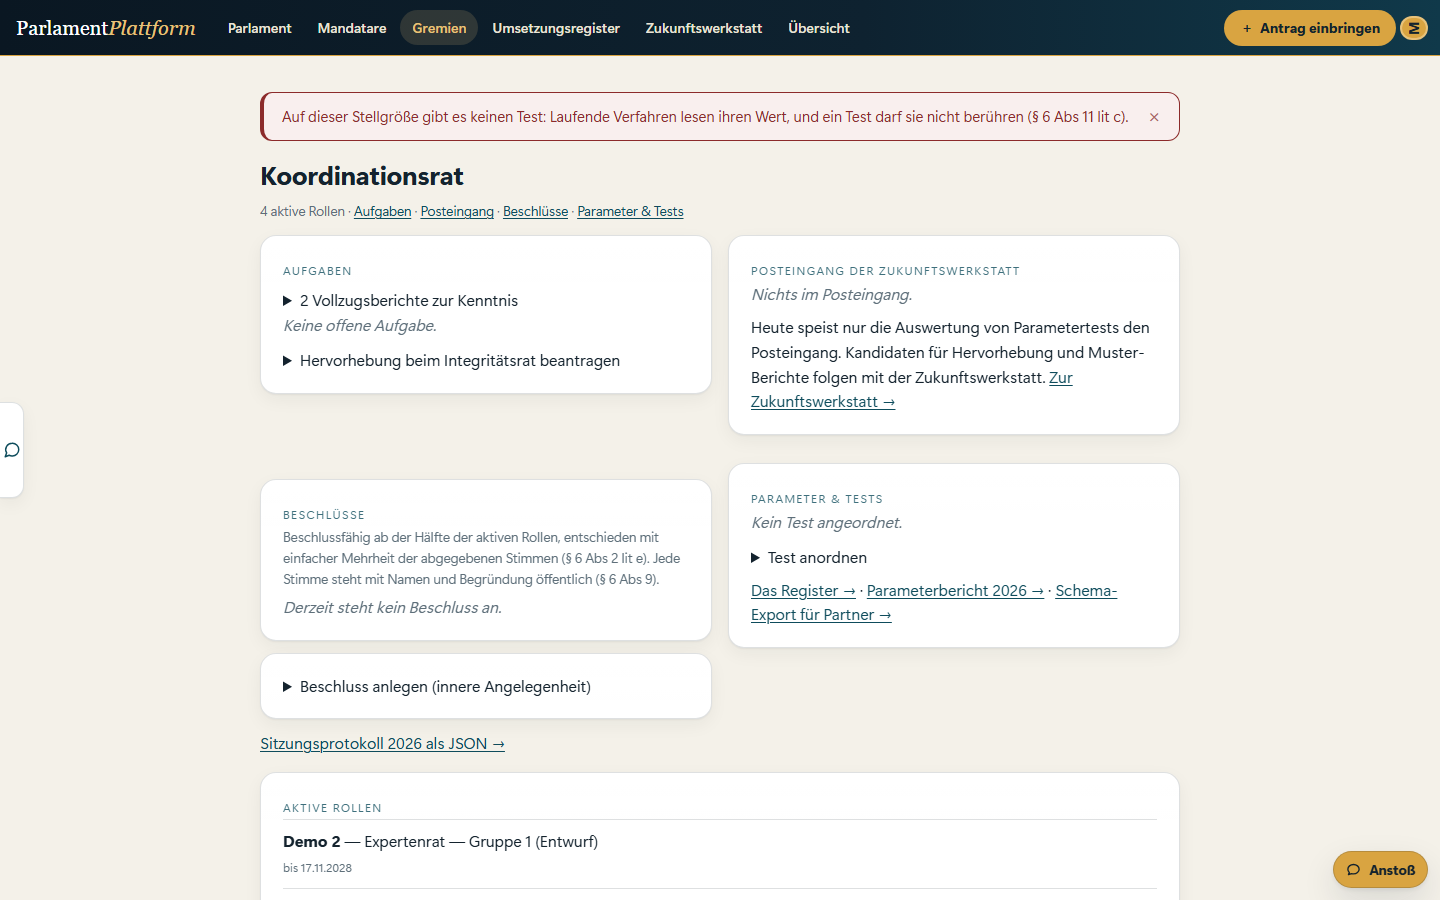 ParlamentPlattform
Parlament Mandatare Gremien Umsetzungsregister Zukunftswerkstatt Übersicht
+ Antrag einbringen
M
Auf dieser Stellgröße gibt es keinen Test: Laufende Verfahren lesen ihren Wert, und ein Test darf sie nicht berühren (§ 6 Abs 11 lit c). ×
Koordinationsrat
4 aktive Rollen · Aufgaben · Posteingang · Beschlüsse · Parameter & Tests
AUFGABEN
▶ 2 Vollzugsberichte zur Kenntnis
Keine offene Aufgabe.
▶ Hervorhebung beim Integritätsrat beantragen
POSTEINGANG DER ZUKUNFTSWERKSTATT
Nichts im Posteingang.
Heute speist nur die Auswertung von Parametertests den
Posteingang. Kandidaten für Hervorhebung und Muster-
Berichte folgen mit der Zukunftswerkstatt. Zur
Zukunftswerkstatt →
BESCHLÜSSE
Beschlussfähig ab der Hälfte der aktiven Rollen, entschieden mit
einfacher Mehrheit der abgegebenen Stimmen (§ 6 Abs 2 lit e). Jede
Stimme steht mit Namen und Begründung öffentlich (§ 6 Abs 9).
Derzeit steht kein Beschluss an.
PARAMETER & TESTS
Kein Test angeordnet.
▶ Test anordnen
Das Register → · Parameterbericht 2026 → · Schema-
Export für Partner →
▶ Beschluss anlegen (innere Angelegenheit)
Sitzungsprotokoll 2026 als JSON →
AKTIVE ROLLEN
Demo 2 — Expertenrat — Gruppe 1 (Entwurf)
bis 17.11.2028
Anstoß